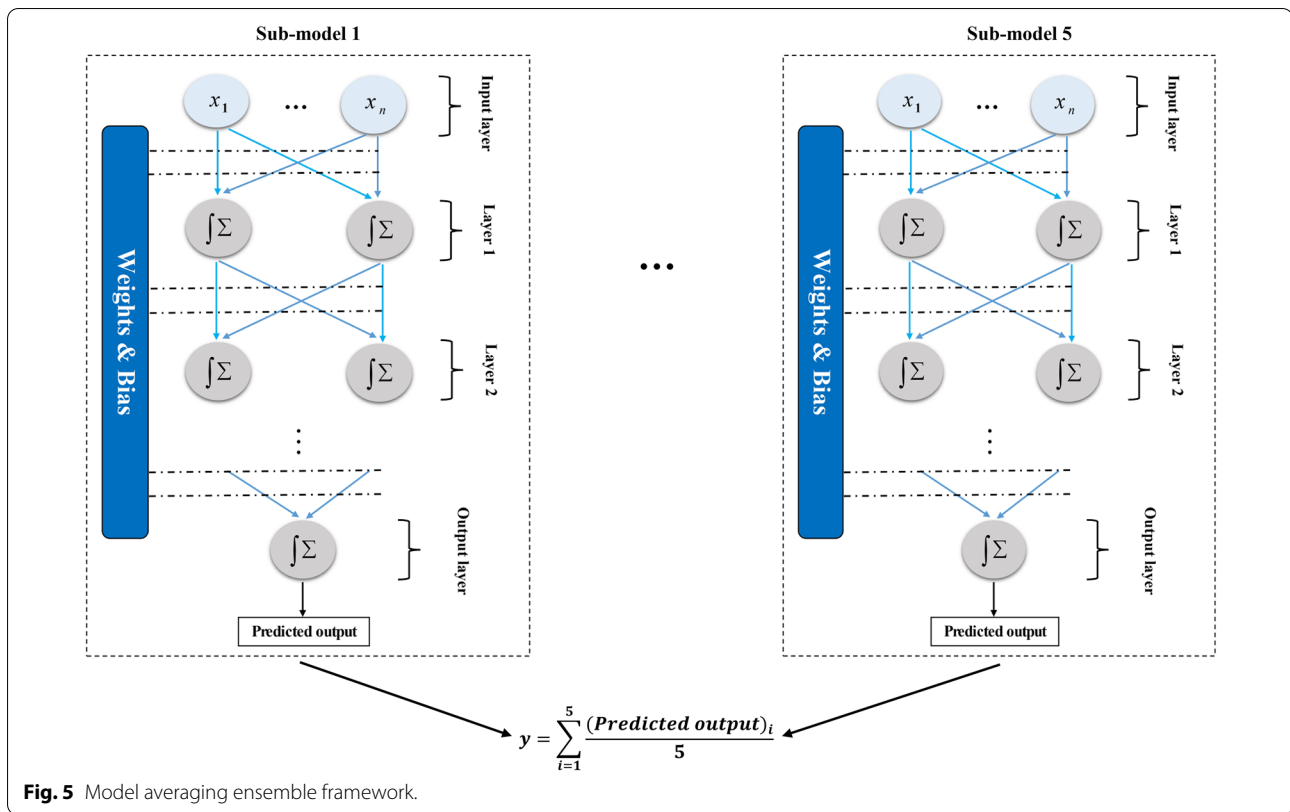 Sub-model 1
x1 ... xn
Input layer
Weights & Bias
∫Σ ∫Σ
Layer 1
∫Σ ∫Σ
Layer 2
⋮
∫Σ
Output layer
Predicted output
...
Sub-model 5
x1 ... xn
Input layer
Weights & Bias
∫Σ ∫Σ
Layer 1
∫Σ ∫Σ
Layer 2
⋮
∫Σ
Output layer
Predicted output
y = ∑_{i=1}^{5} (Predicted output)_i / 5
Fig. 5 Model averaging ensemble framework.